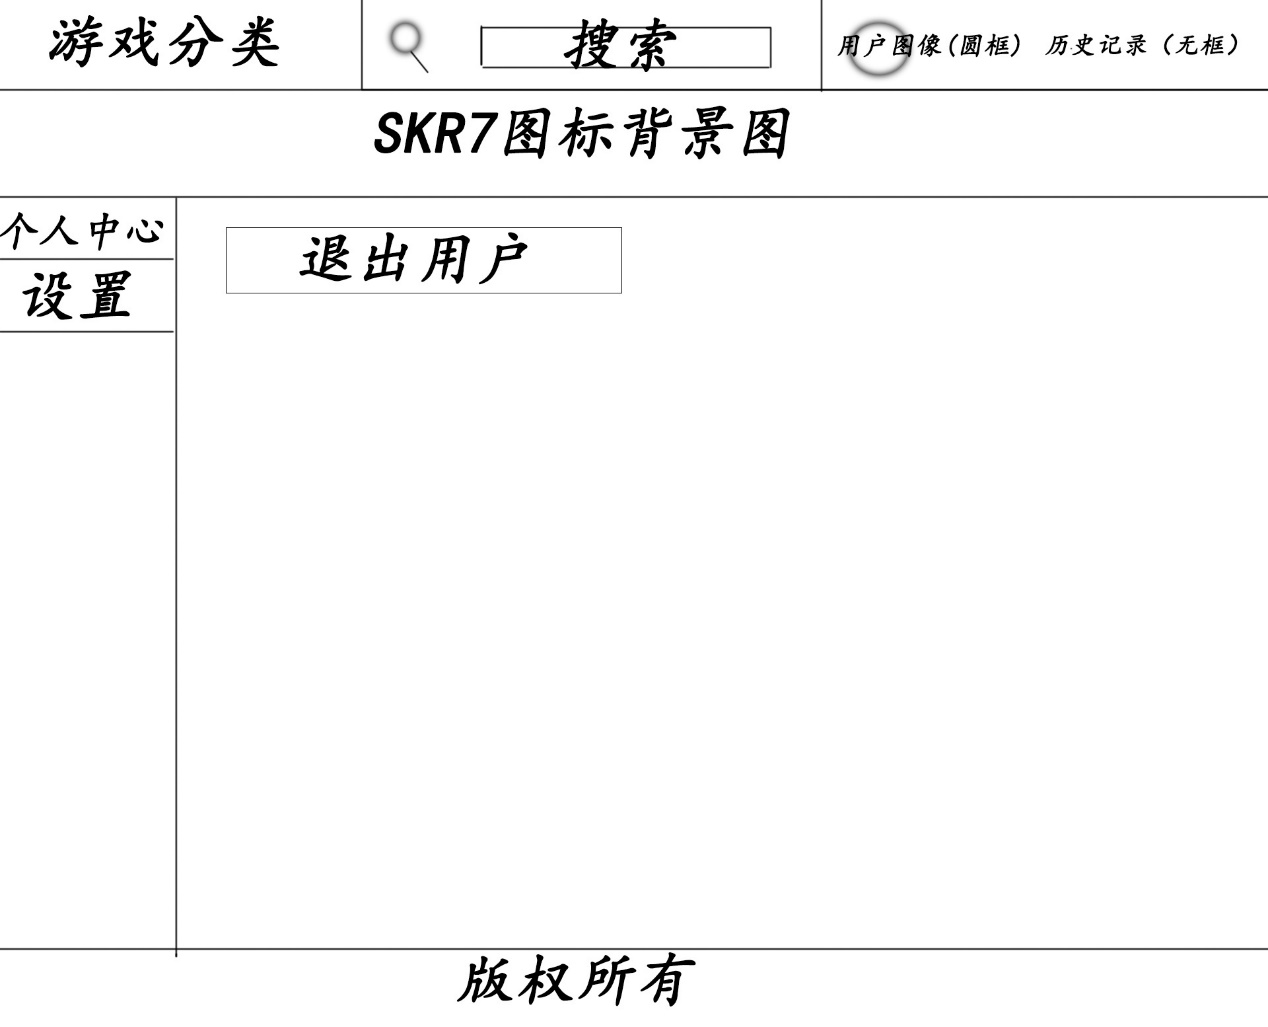 游戏分类 搜索 用户图像(圆框) 历史记录（无框）
SKR7图标背景图
个人中心
退出用户
设置
版权所有